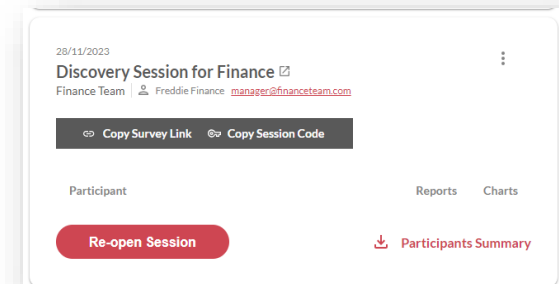 28/11/2023
Discovery Session for Finance
Finance Team Freddie Finance manager@financeteam.com
Copy Survey Link Copy Session Code
Participant Reports Charts
Re-open Session Participants Summary